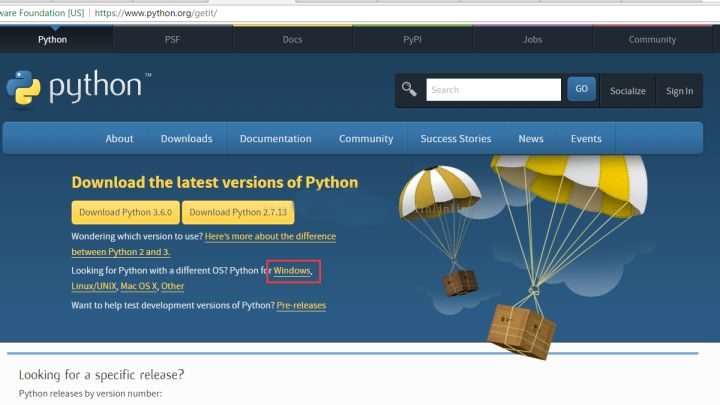 ware Foundation [US] https://www.python.org/getit/
Python PSF Docs PyPI Jobs Community
python™
Search GO Socialize Sign In
About Downloads Documentation Community Success Stories News Events
Download the latest versions of Python
Download Python 3.6.0 Download Python 2.7.13
Wondering which version to use? Here's more about the difference
between Python 2 and 3.
Looking for Python with a different OS? Python for Windows,
Linux/UNIX, Mac OS X, Other
Want to help test development versions of Python? Pre-releases
Looking for a specific release?
Python releases by version number: